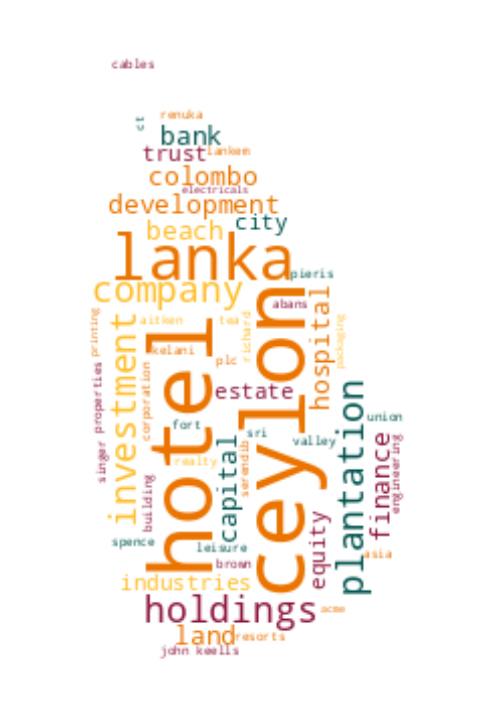 cables
ct
renuka
bank
trust
lankem
colombo
electricals
development
city
beach
lanka
pieris
company
abans
hospital
printing
investment
aitken
tea
richard
packaging
hotel
ceylon
kelani
plc
singer
properties
corporation
estate
plantation
fort
sri
valley
union
capital
serendib
finance
engineering
realty
building
spence
leisure
brown
equity
asia
industries
holdings
acme
land
resorts
john keells